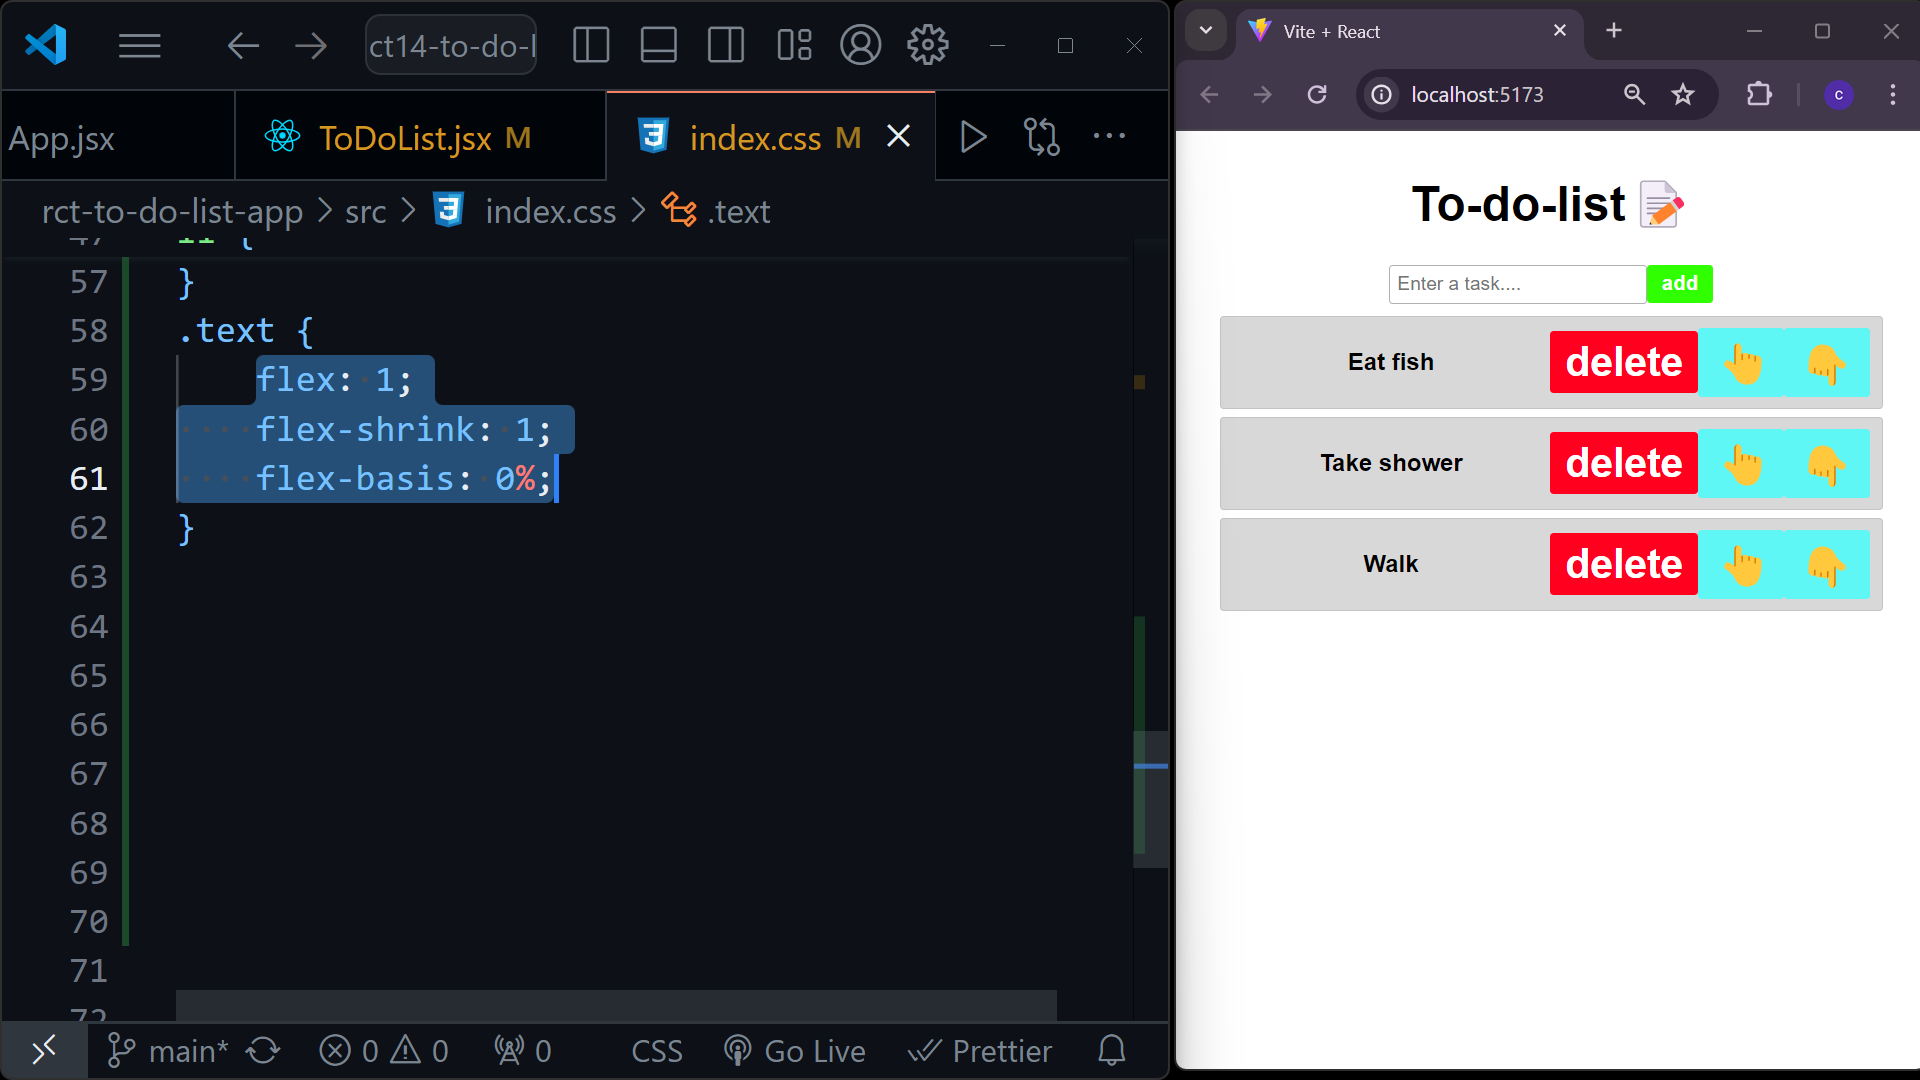 ct14-to-do-l
App.jsx
ToDoList.jsx M
index.css M
rct-to-do-list-app > src > index.css > .text
57 }
58 .text {
59 flex: 1;
60 flex-shrink: 1;
61 flex-basis: 0%;
62 }
63
64
65
66
67
68
69
70
71
72
main*
0 0
0
CSS
Go Live
Prettier
Vite + React
localhost:5173
c
To-do-list
Enter a task....
add
Eat fish
delete
Take shower
delete
Walk
delete